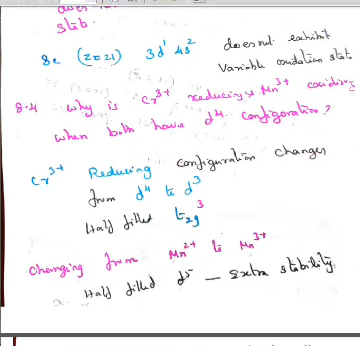 stab.
Sc (Z=21) 3d¹ 4s² does not exhibit
Variable oxidation state
8.4 Why is Cr³⁺ reducing & Mn³⁺ oxidising
when both have d⁴ configuration?
Cr³⁺ Reducing configuration changes
from d⁴ to d³
Half filled t₂g³
Changing from Mn²⁺ to Mn³⁺
Half filled d⁵ — Extra stability